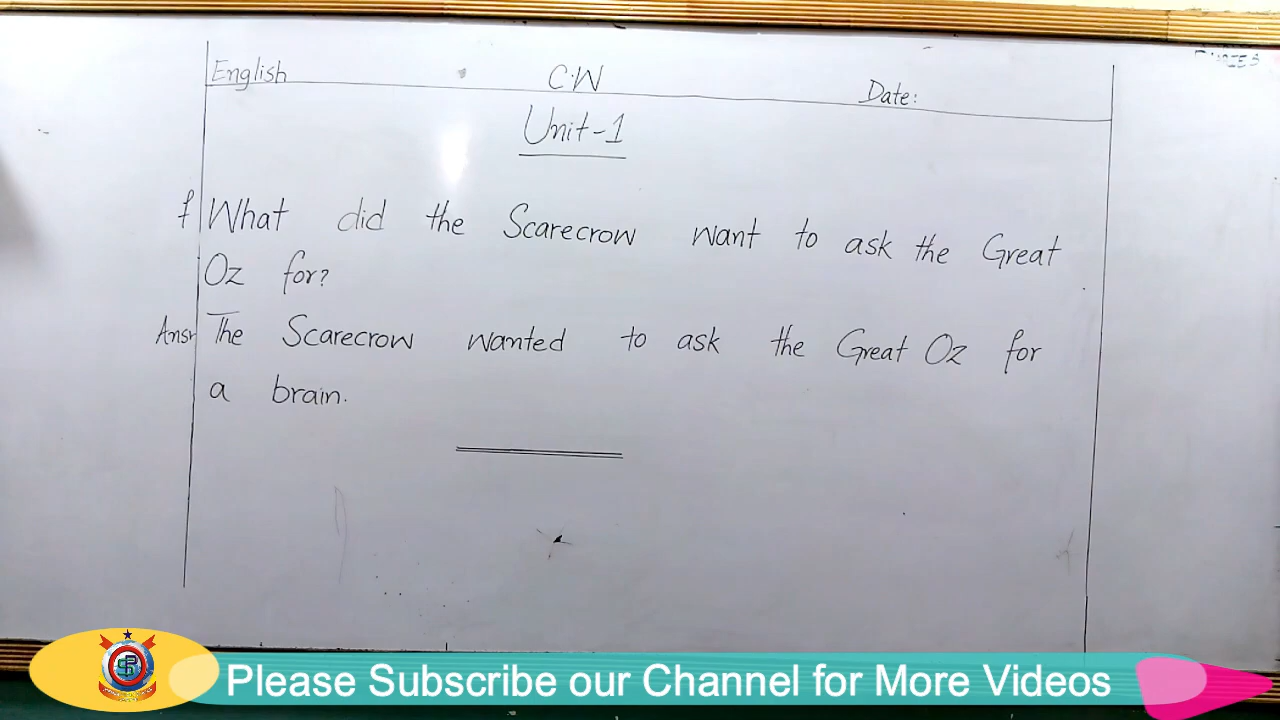 English C.W Date:
Unit-1
f What did the Scarecrow want to ask the Great
Oz for?
Ans The Scarecrow wanted to ask the Great Oz for
a brain.
Please Subscribe our Channel for More Videos